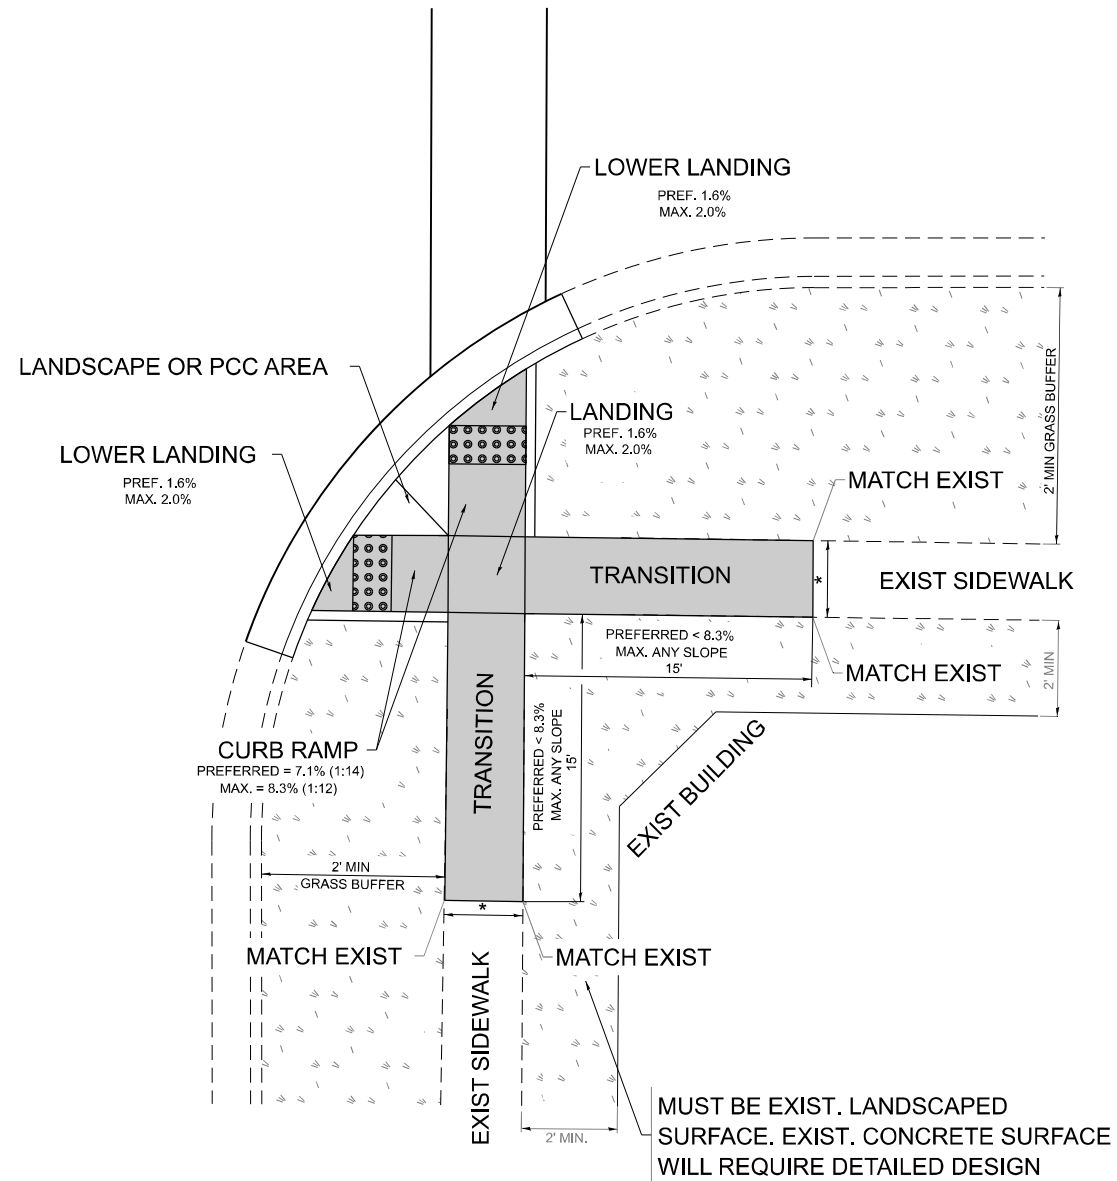 LOWER LANDING
PREF. 1.6%
MAX. 2.0%
LANDSCAPE OR PCC AREA
LANDING
PREF. 1.6%
MAX. 2.0%
LOWER LANDING
PREF. 1.6%
MAX. 2.0%
2' MIN GRASS BUFFER
MATCH EXIST
TRANSITION
*
EXIST SIDEWALK
PREFERRED < 8.3%
MAX. ANY SLOPE
15'
MATCH EXIST
2' MIN
TRANSITION
PREFERRED < 8.3%
MAX. ANY SLOPE
15'
CURB RAMP
PREFERRED = 7.1% (1:14)
MAX. = 8.3% (1:12)
EXIST BUILDING
2' MIN
GRASS BUFFER
*
MATCH EXIST
MATCH EXIST
EXIST SIDEWALK
2' MIN.
MUST BE EXIST. LANDSCAPED
SURFACE. EXIST. CONCRETE SURFACE
WILL REQUIRE DETAILED DESIGN